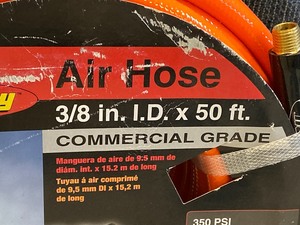 Air Hose
3/8 in. I.D. x 50 ft.
COMMERCIAL GRADE
Manguera de aire de 9.5 mm de
diám. int. x 15.2 m de long
Tuyau à air comprimé
de 9,5 mm DI x 15,2 m
de long
350 PSI